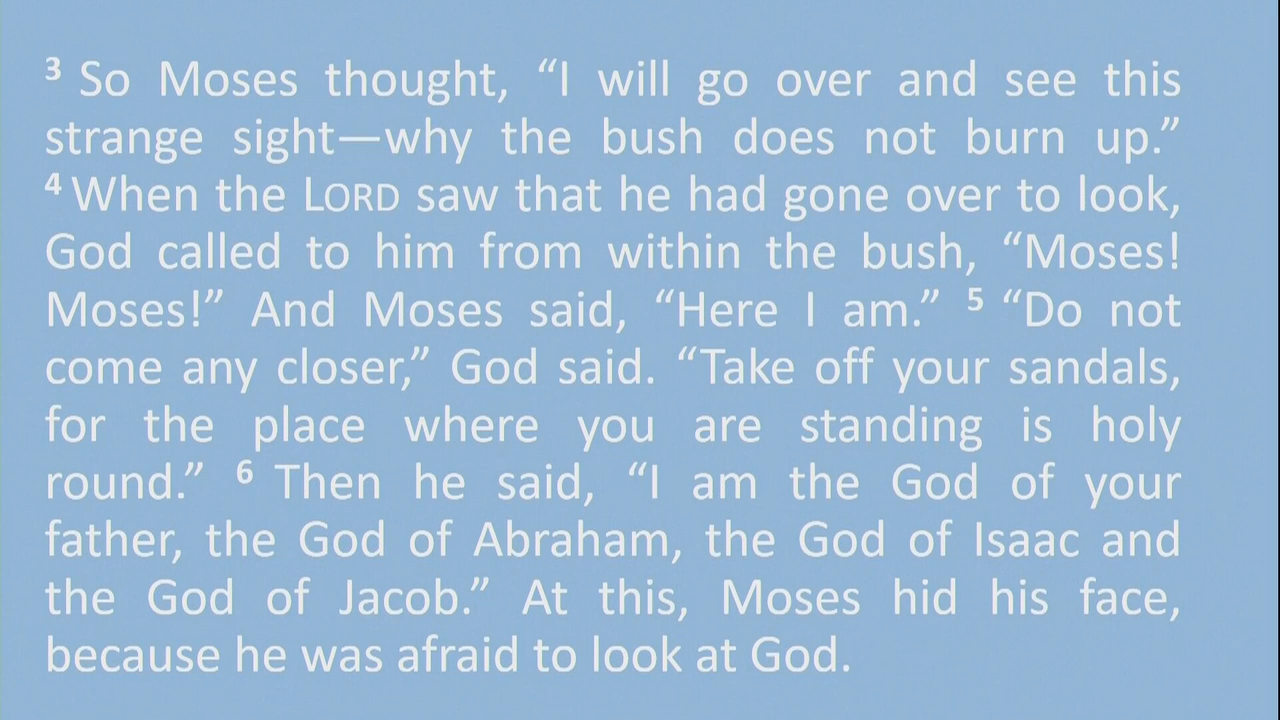 ³ So Moses thought, “I will go over and see this
strange sight—why the bush does not burn up.”
⁴ When the LORD saw that he had gone over to look,
God called to him from within the bush, “Moses!
Moses!” And Moses said, “Here I am.” ⁵ “Do not
come any closer,” God said. “Take off your sandals,
for the place where you are standing is holy
round.” ⁶ Then he said, “I am the God of your
father, the God of Abraham, the God of Isaac and
the God of Jacob.” At this, Moses hid his face,
because he was afraid to look at God.